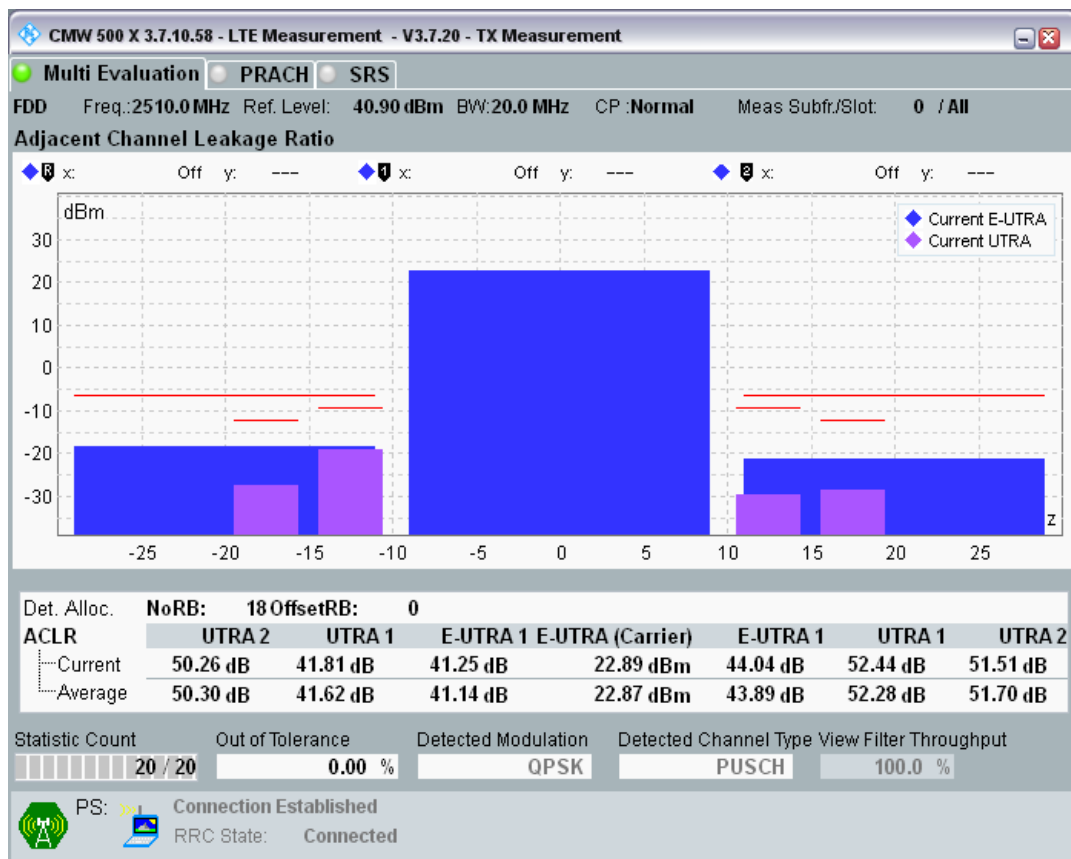 CMW 500 X 3.7.10.58 - LTE Measurement - V3.7.20 - TX Measurement
Multi Evaluation PRACH SRS
FDD Freq.:2510.0 MHz Ref. Level: 40.90 dBm BW:20.0 MHz CP :Normal Meas Subfr./Slot: 0 / All
Adjacent Channel Leakage Ratio
R x: Off y: --- 1 x: Off y: --- 2 x: Off y: ---
dBm
Current E-UTRA
Current UTRA
30
20
10
0
-10
-20
-30
z
-25 -20 -15 -10 -5 0 5 10 15 20 25
Det. Alloc. NoRB: 18 OffsetRB: 0
ACLR UTRA 2 UTRA 1 E-UTRA 1 E-UTRA (Carrier) E-UTRA 1 UTRA 1 UTRA 2
Current 50.26 dB 41.81 dB 41.25 dB 22.89 dBm 44.04 dB 52.44 dB 51.51 dB
Average 50.30 dB 41.62 dB 41.14 dB 22.87 dBm 43.89 dB 52.28 dB 51.70 dB
Statistic Count Out of Tolerance Detected Modulation Detected Channel Type View Filter Throughput
20 / 20 0.00 % QPSK PUSCH 100.0 %
PS: Connection Established
RRC State: Connected